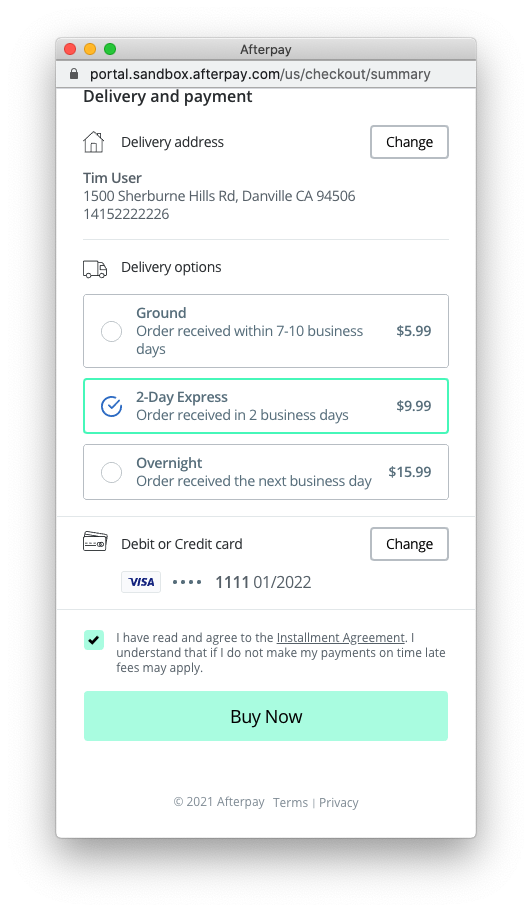 Afterpay
portal.sandbox.afterpay.com/us/checkout/summary
Delivery and payment
Delivery address
Change
Tim User
1500 Sherburne Hills Rd, Danville CA 94506
14152222226
Delivery options
Ground
Order received within 7-10 business
days
$5.99
2-Day Express
Order received in 2 business days
$9.99
Overnight
Order received the next business day
$15.99
Debit or Credit card
Change
VISA •••• 1111 01/2022
I have read and agree to the Installment Agreement. I
understand that if I do not make my payments on time late
fees may apply.
Buy Now
© 2021 Afterpay Terms | Privacy